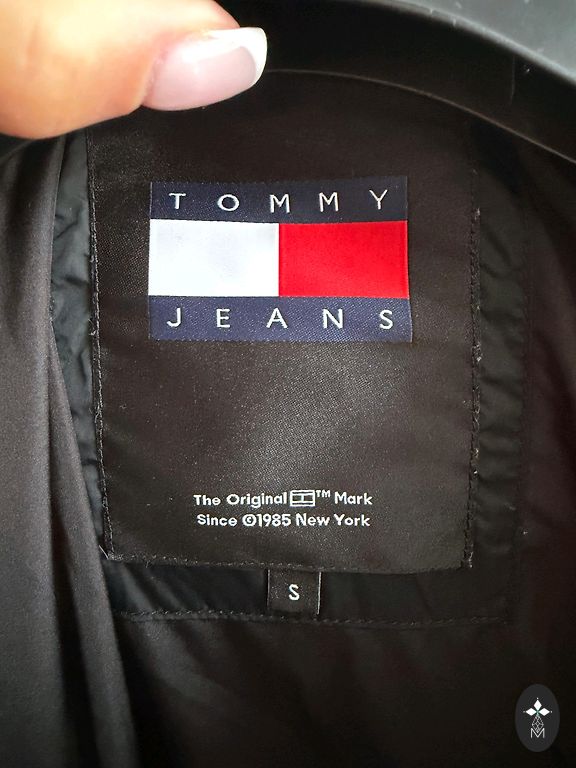 TOMMY
JEANS
The Original ™ Mark
Since ©1985 New York
S
M